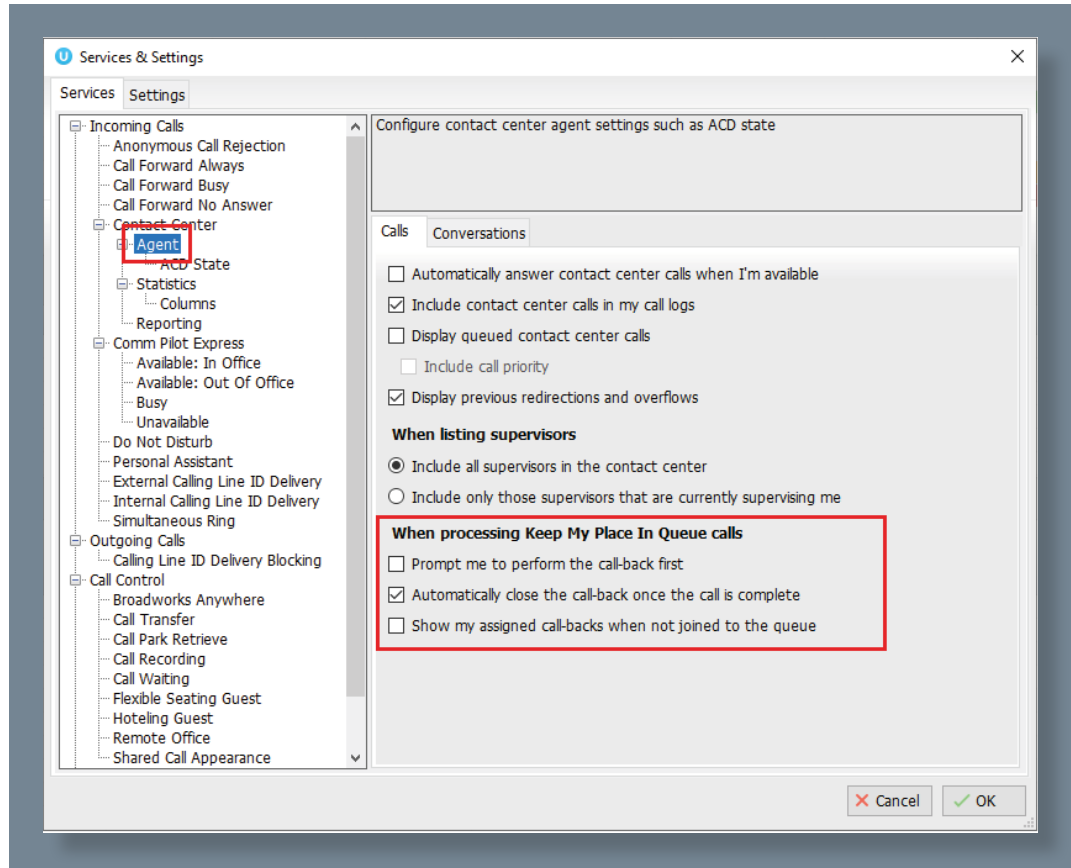 Services & Settings
Services Settings
Incoming Calls
Anonymous Call Rejection
Call Forward Always
Call Forward Busy
Call Forward No Answer
Contact Center
Agent
ACD State
Statistics
Columns
Reporting
Comm Pilot Express
Available: In Office
Available: Out Of Office
Busy
Unavailable
Do Not Disturb
Personal Assistant
External Calling Line ID Delivery
Internal Calling Line ID Delivery
Simultaneous Ring
Outgoing Calls
Calling Line ID Delivery Blocking
Call Control
Broadworks Anywhere
Call Transfer
Call Park Retrieve
Call Recording
Call Waiting
Flexible Seating Guest
Hoteling Guest
Remote Office
Shared Call Appearance
Configure contact center agent settings such as ACD state
Calls Conversations
Automatically answer contact center calls when I'm available
Include contact center calls in my call logs
Display queued contact center calls
Include call priority
Display previous redirections and overflows
When listing supervisors
Include all supervisors in the contact center
Include only those supervisors that are currently supervising me
When processing Keep My Place In Queue calls
Prompt me to perform the call-back first
Automatically close the call-back once the call is complete
Show my assigned call-backs when not joined to the queue
Cancel OK